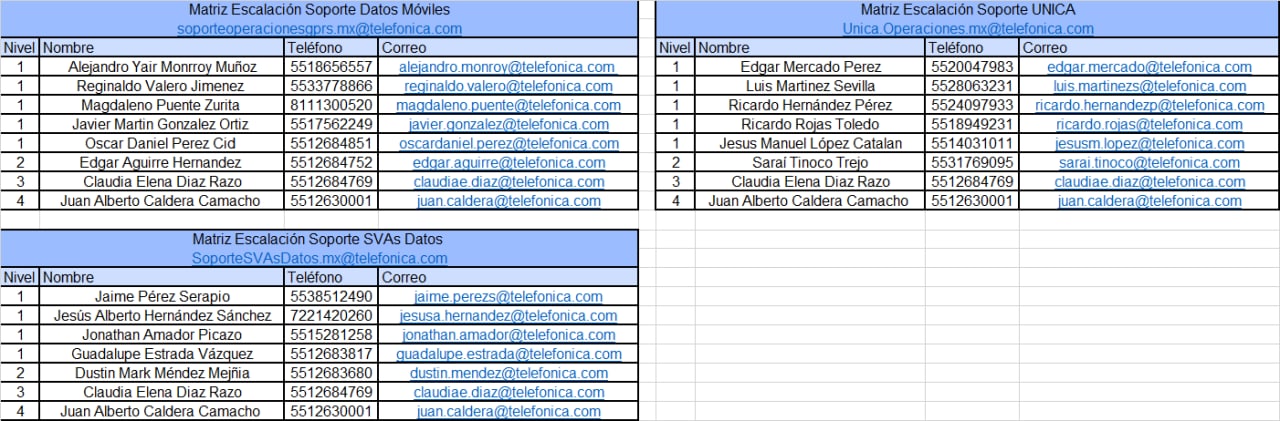 Matriz Escalación Soporte Datos Móviles
soporteoperacionesgprs.mx@telefonica.com
Nivel Nombre Teléfono Correo
1 Alejandro Yair Monrroy Muñoz 5518656557 alejandro.monroy@telefonica.com
1 Reginaldo Valero Jimenez 5533778866 reginaldo.valero@telefonica.com
1 Magdaleno Puente Zurita 8111300520 magdaleno.puente@telefonica.com
1 Javier Martin Gonzalez Ortiz 5517562249 javier.gonzalez@telefonica.com
1 Oscar Daniel Perez Cid 5512684851 oscardaniel.perez@telefonica.com
2 Edgar Aguirre Hernandez 5512684752 edgar.aguirre@telefonica.com
3 Claudia Elena Diaz Razo 5512684769 claudiae.diaz@telefonica.com
4 Juan Alberto Caldera Camacho 5512630001 juan.caldera@telefonica.com
Matriz Escalación Soporte UNICA
Unica.Operaciones.mx@telefonica.com
Nivel Nombre Teléfono Correo
1 Edgar Mercado Perez 5520047983 edgar.mercado@telefonica.com
1 Luis Martinez Sevilla 5528063231 luis.martinezs@telefonica.com
1 Ricardo Hernández Pérez 5524097933 ricardo.hernandezp@telefonica.com
1 Ricardo Rojas Toledo 5518949231 ricardo.rojas@telefonica.com
1 Jesus Manuel López Catalan 5514031011 jesusm.lopez@telefonica.com
2 Saraí Tinoco Trejo 5531769095 sarai.tinoco@telefonica.com
3 Claudia Elena Diaz Razo 5512684769 claudiae.diaz@telefonica.com
4 Juan Alberto Caldera Camacho 5512630001 juan.caldera@telefonica.com
Matriz Escalación Soporte SVAs Datos
SoporteSVAsDatos.mx@telefonica.com
Nivel Nombre Teléfono Correo
1 Jaime Pérez Serapio 5538512490 jaime.perezs@telefonica.com
1 Jesús Alberto Hernández Sánchez 7221420260 jesusa.hernandez@telefonica.com
1 Jonathan Amador Picazo 5515281258 jonathan.amador@telefonica.com
1 Guadalupe Estrada Vázquez 5512683817 guadalupe.estrada@telefonica.com
2 Dustin Mark Méndez Mejñia 5512683680 dustin.mendez@telefonica.com
3 Claudia Elena Diaz Razo 5512684769 claudiae.diaz@telefonica.com
4 Juan Alberto Caldera Camacho 5512630001 juan.caldera@telefonica.com